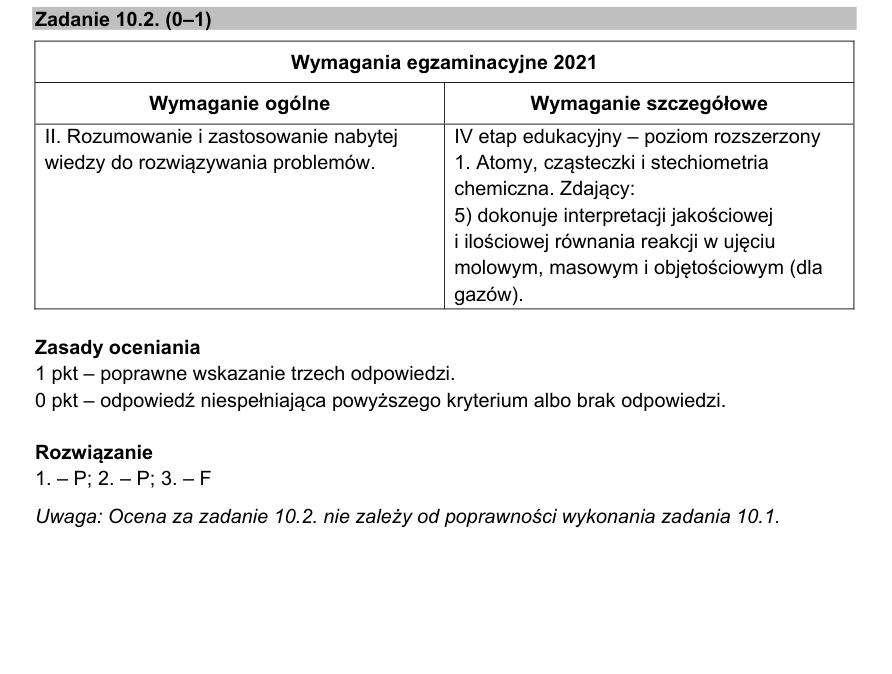 Zadanie 10.2. (0–1)
Wymagania egzaminacyjne 2021
Wymaganie ogólne
Wymaganie szczegółowe
II. Rozumowanie i zastosowanie nabytej
wiedzy do rozwiązywania problemów.
IV etap edukacyjny – poziom rozszerzony
1. Atomy, cząsteczki i stechiometria
chemiczna. Zdający:
5) dokonuje interpretacji jakościowej
i ilościowej równania reakcji w ujęciu
molowym, masowym i objętościowym (dla
gazów).
Zasady oceniania
1 pkt – poprawne wskazanie trzech odpowiedzi.
0 pkt – odpowiedź niespełniająca powyższego kryterium albo brak odpowiedzi.
Rozwiązanie
1. – P; 2. – P; 3. – F
Uwaga: Ocena za zadanie 10.2. nie zależy od poprawności wykonania zadania 10.1.